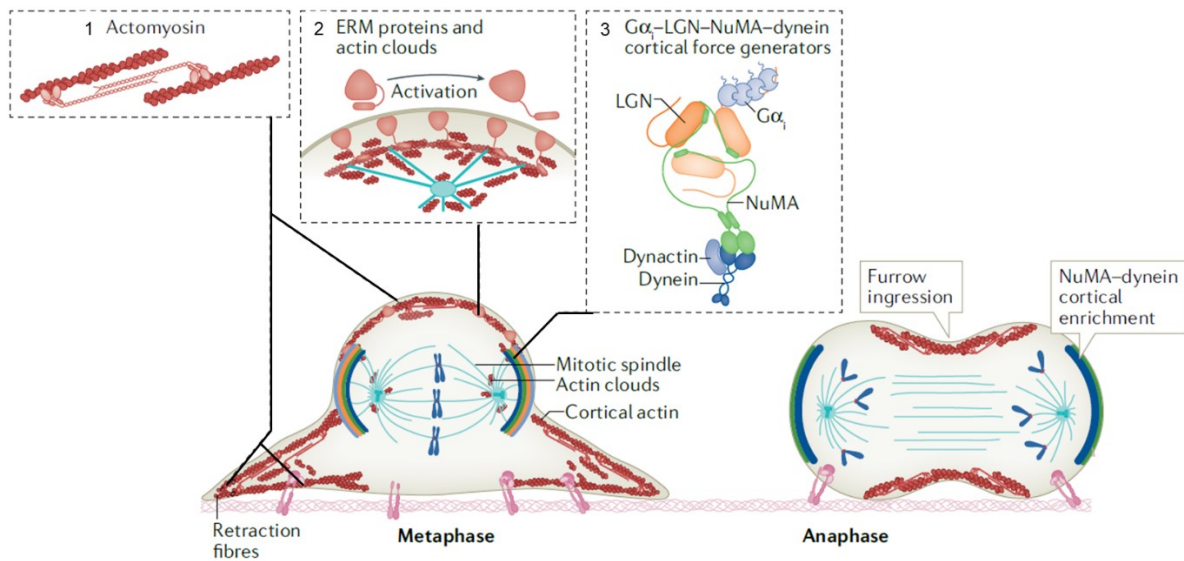 1 Actomyosin
2 ERM proteins and
actin clouds
Activation
3 Gαi–LGN–NuMA–dynein
cortical force generators
LGN
Gαi
NuMA
Dynactin
Dynein
Furrow
ingression
NuMA–dynein
cortical
enrichment
Mitotic spindle
Actin clouds
Cortical actin
Retraction
fibres
Metaphase
Anaphase